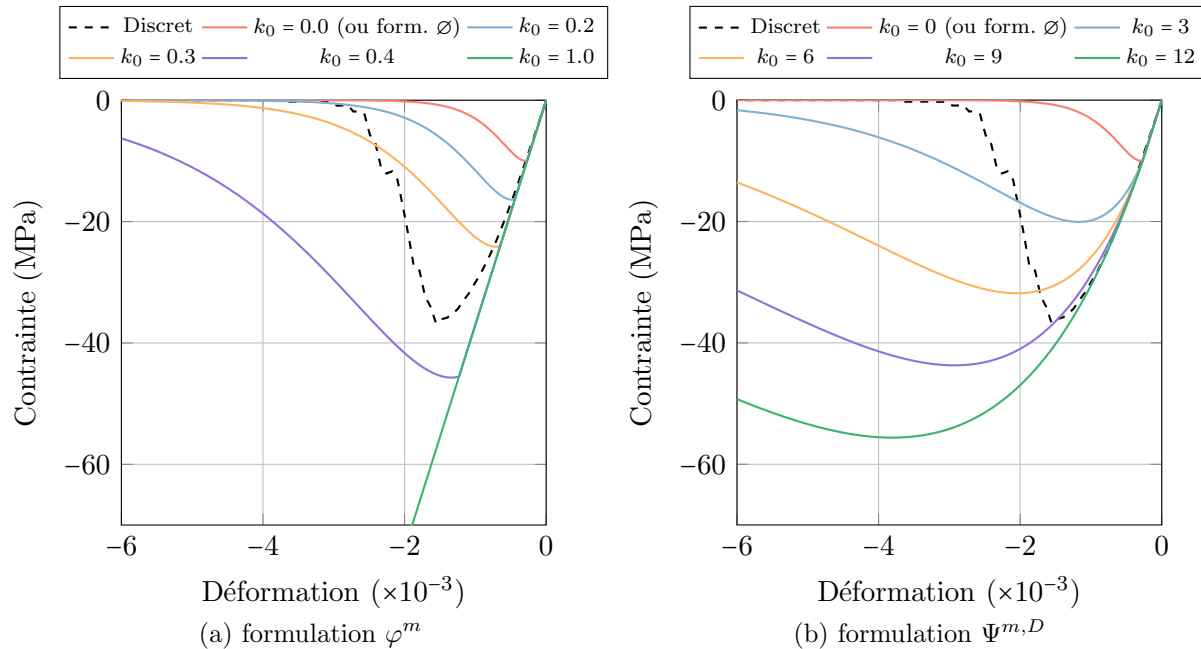 Discret k₀ = 0.0 (ou form. ∅) k₀ = 0.2
k₀ = 0.3 k₀ = 0.4 k₀ = 1.0
0
−20
−40
−60
−6 −4 −2 0
Contrainte (MPa)
Déformation (×10⁻³)
(a) formulation φᵐ
Discret k₀ = 0 (ou form. ∅) k₀ = 3
k₀ = 6 k₀ = 9 k₀ = 12
0
−20
−40
−60
−6 −4 −2 0
Contrainte (MPa)
Déformation (×10⁻³)
(b) formulation Ψᵐ,ᴰ